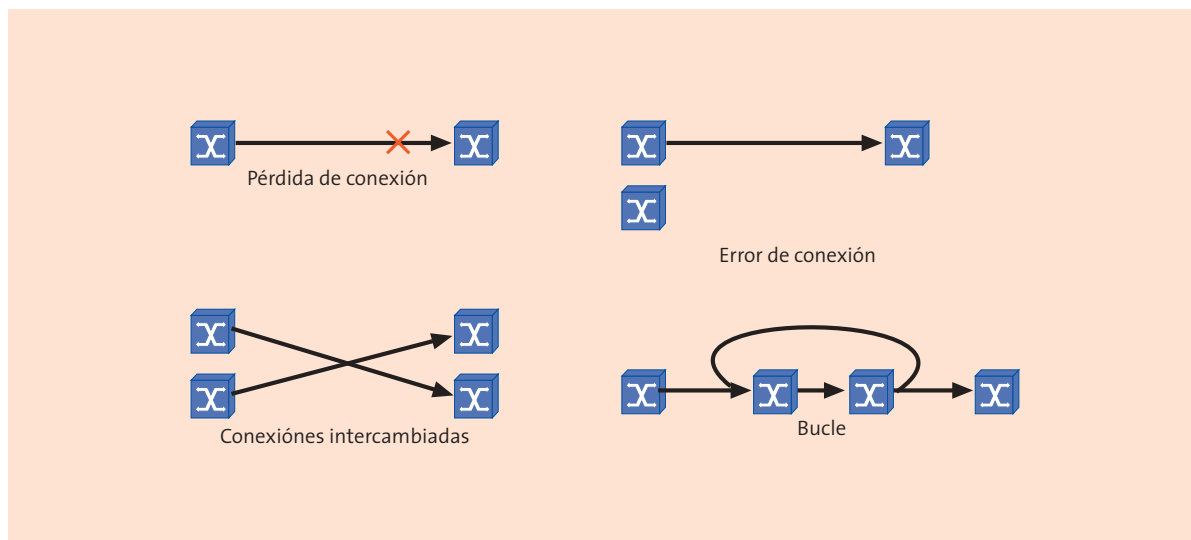 Pérdida de conexión
Error de conexión
Conexiónes intercambiadas
Bucle